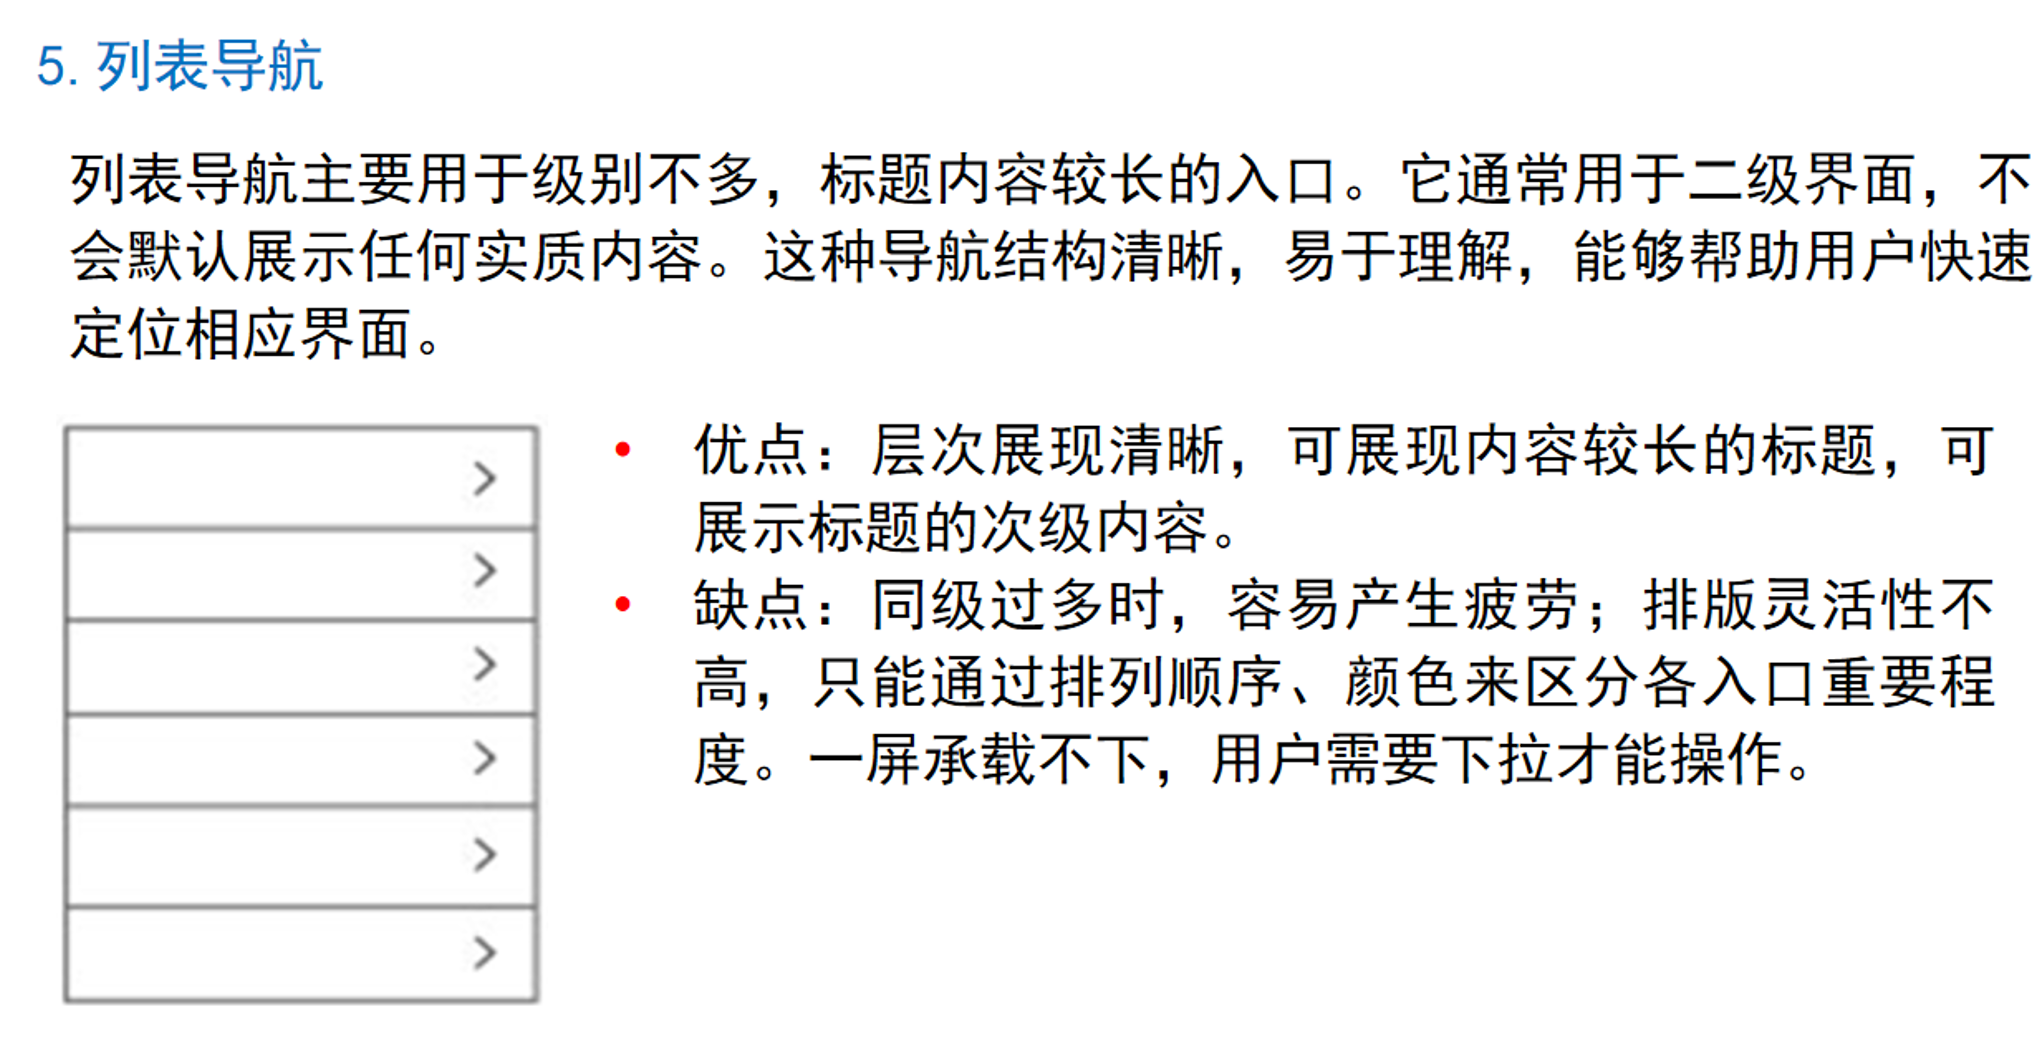 5. 列表导航
列表导航主要用于级别不多，标题内容较长的入口。它通常用于二级界面，不
会默认展示任何实质内容。这种导航结构清晰，易于理解，能够帮助用户快速
定位相应界面。
• 优点：层次展现清晰，可展现内容较长的标题，可
展示标题的次级内容。
• 缺点：同级过多时，容易产生疲劳；排版灵活性不
高，只能通过排列顺序、颜色来区分各入口重要程
度。一屏承载不下，用户需要下拉才能操作。